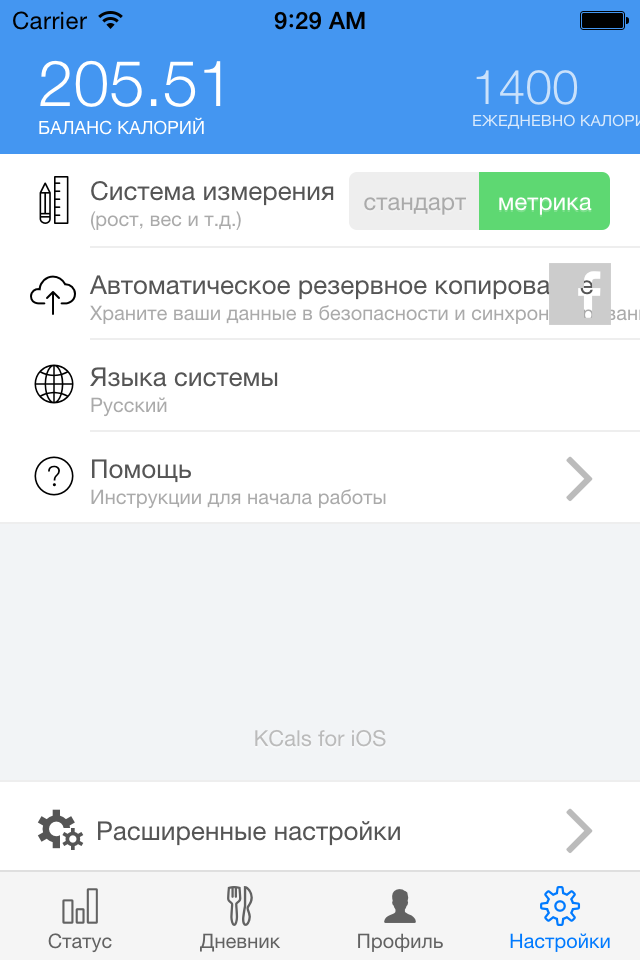 Carrier 9:29 AM
205.51 1400
БАЛАНС КАЛОРИЙ ЕЖЕДНЕВНО КАЛОРИ
Система измерения
(рост, вес и т.д.)
стандарт метрика
Автоматическое резервное копирова е
Храните ваши данные в безопасности и синхрон
Языка системы
Русский
?
Помощь
Инструкции для начала работы
KCals for iOS
Расширенные настройки
Статус Дневник Профиль Настройки